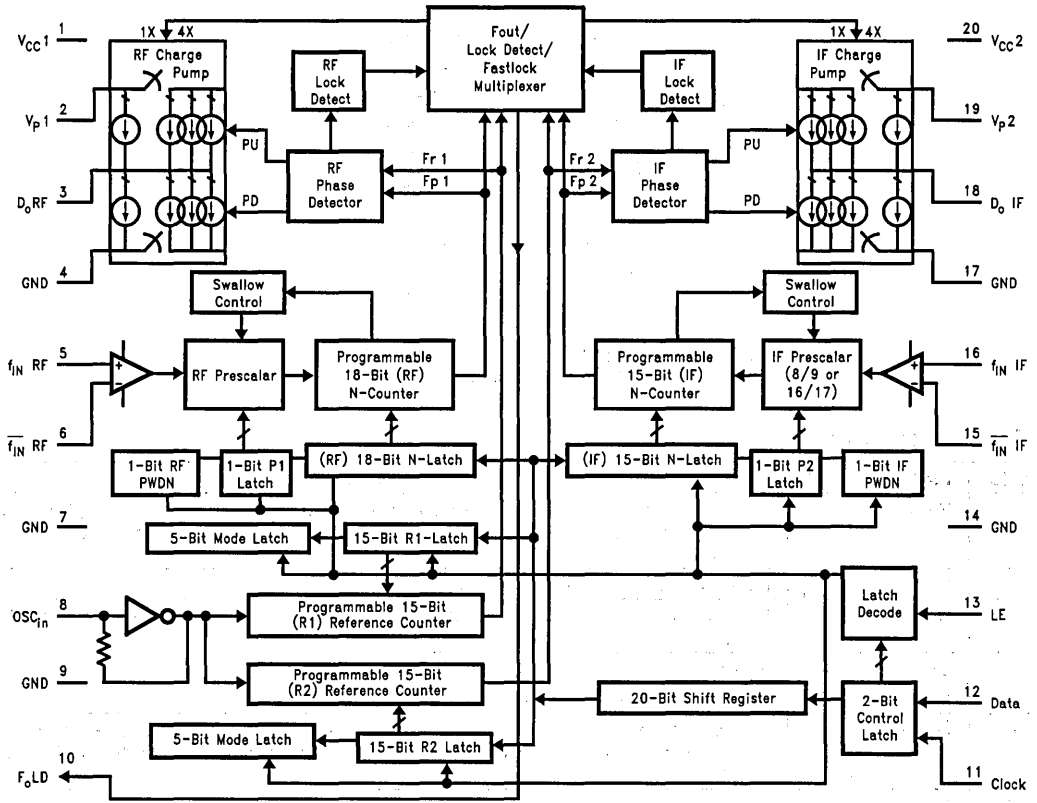 V_CC 1
1
1X 4X
RF Charge
Pump
RF
Lock
Detect
Fout/
Lock Detect/
Fastlock
Multiplexer
IF
Lock
Detect
1X 4X
IF Charge
Pump
20
V_CC 2
2
V_P 1
19
V_P 2
PU
RF
Phase
Detector
Fr 1
Fp 1
Fr 2
Fp 2
IF
Phase
Detector
PU
3
D_o RF
PD
PD
18
D_o IF
4
GND
17
GND
Swallow
Control
Swallow
Control
5
f_IN RF
+
−
RF Prescalar
Programmable
18-Bit (RF)
N-Counter
Programmable
15-Bit (IF)
N-Counter
IF Prescalar
(8/9 or
16/17)
+
−
16
f_IN IF
6
f̅_IN RF
15
f̅_IN IF
1-Bit RF
PWDN
1-Bit P1
Latch
(RF) 18-Bit N-Latch
(IF) 15-Bit N-Latch
1-Bit P2
Latch
1-Bit IF
PWDN
7
GND
14
GND
5-Bit Mode Latch
15-Bit R1-Latch
8
OSC_in
Programmable 15-Bit
(R1) Reference Counter
Latch
Decode
13
LE
9
GND
Programmable 15-Bit
(R2) Reference Counter
20-Bit Shift Register
2-Bit
Control
Latch
12
Data
5-Bit Mode Latch
15-Bit R2 Latch
10
F_oLD
11
Clock